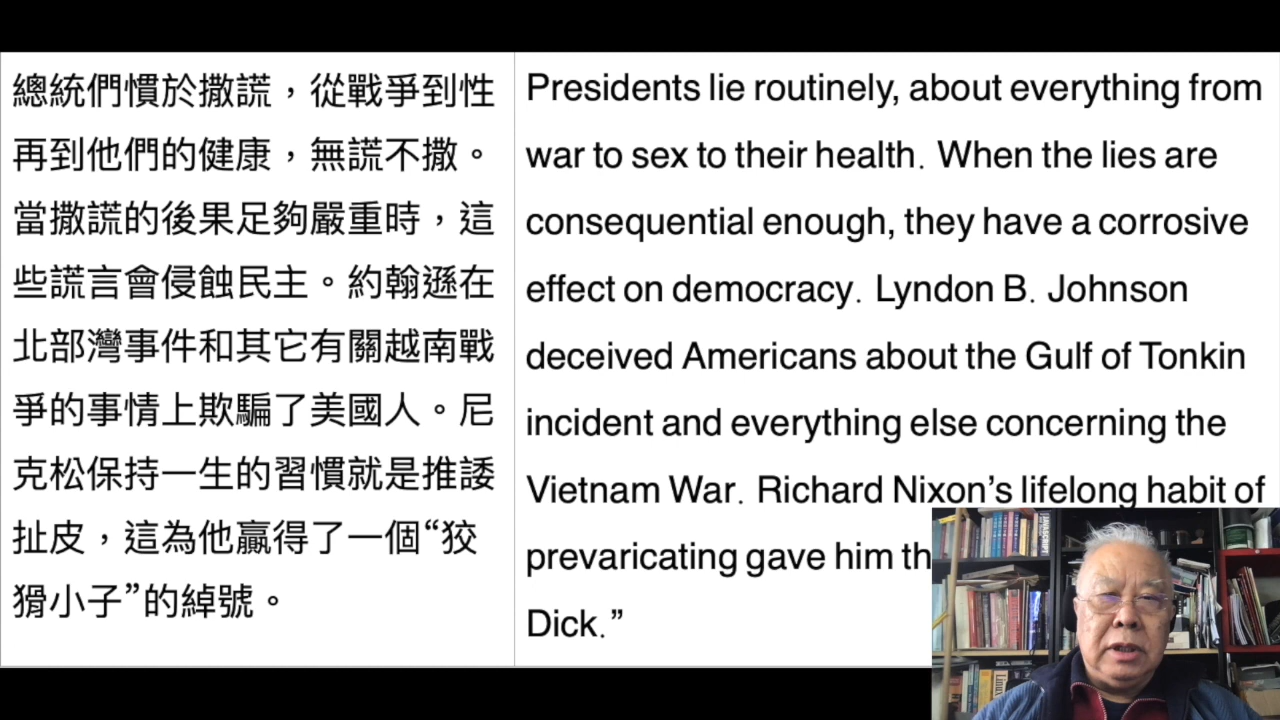 總統們慣於撒謊，從戰爭到性
再到他們的健康，無謊不撒。
當撒謊的後果足夠嚴重時，這
些謊言會侵蝕民主。約翰遜在
北部灣事件和其它有關越南戰
爭的事情上欺騙了美國人。尼
克松保持一生的習慣就是推諉
扯皮，這為他贏得了一個“狡
猾小子”的綽號。
Presidents lie routinely, about everything from
war to sex to their health. When the lies are
consequential enough, they have a corrosive
effect on democracy. Lyndon B. Johnson
deceived Americans about the Gulf of Tonkin
incident and everything else concerning the
Vietnam War. Richard Nixon’s lifelong habit of
prevaricating gave him th
Dick.”
JAVASCRIPT